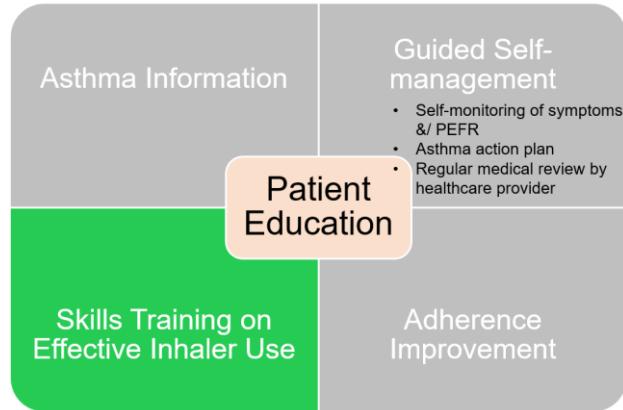 Asthma Information
Guided Self-
management
• Self-monitoring of symptoms
&/ PEFR
• Asthma action plan
• Regular medical review by
healthcare provider
Patient
Education
Skills Training on
Effective Inhaler Use
Adherence
Improvement